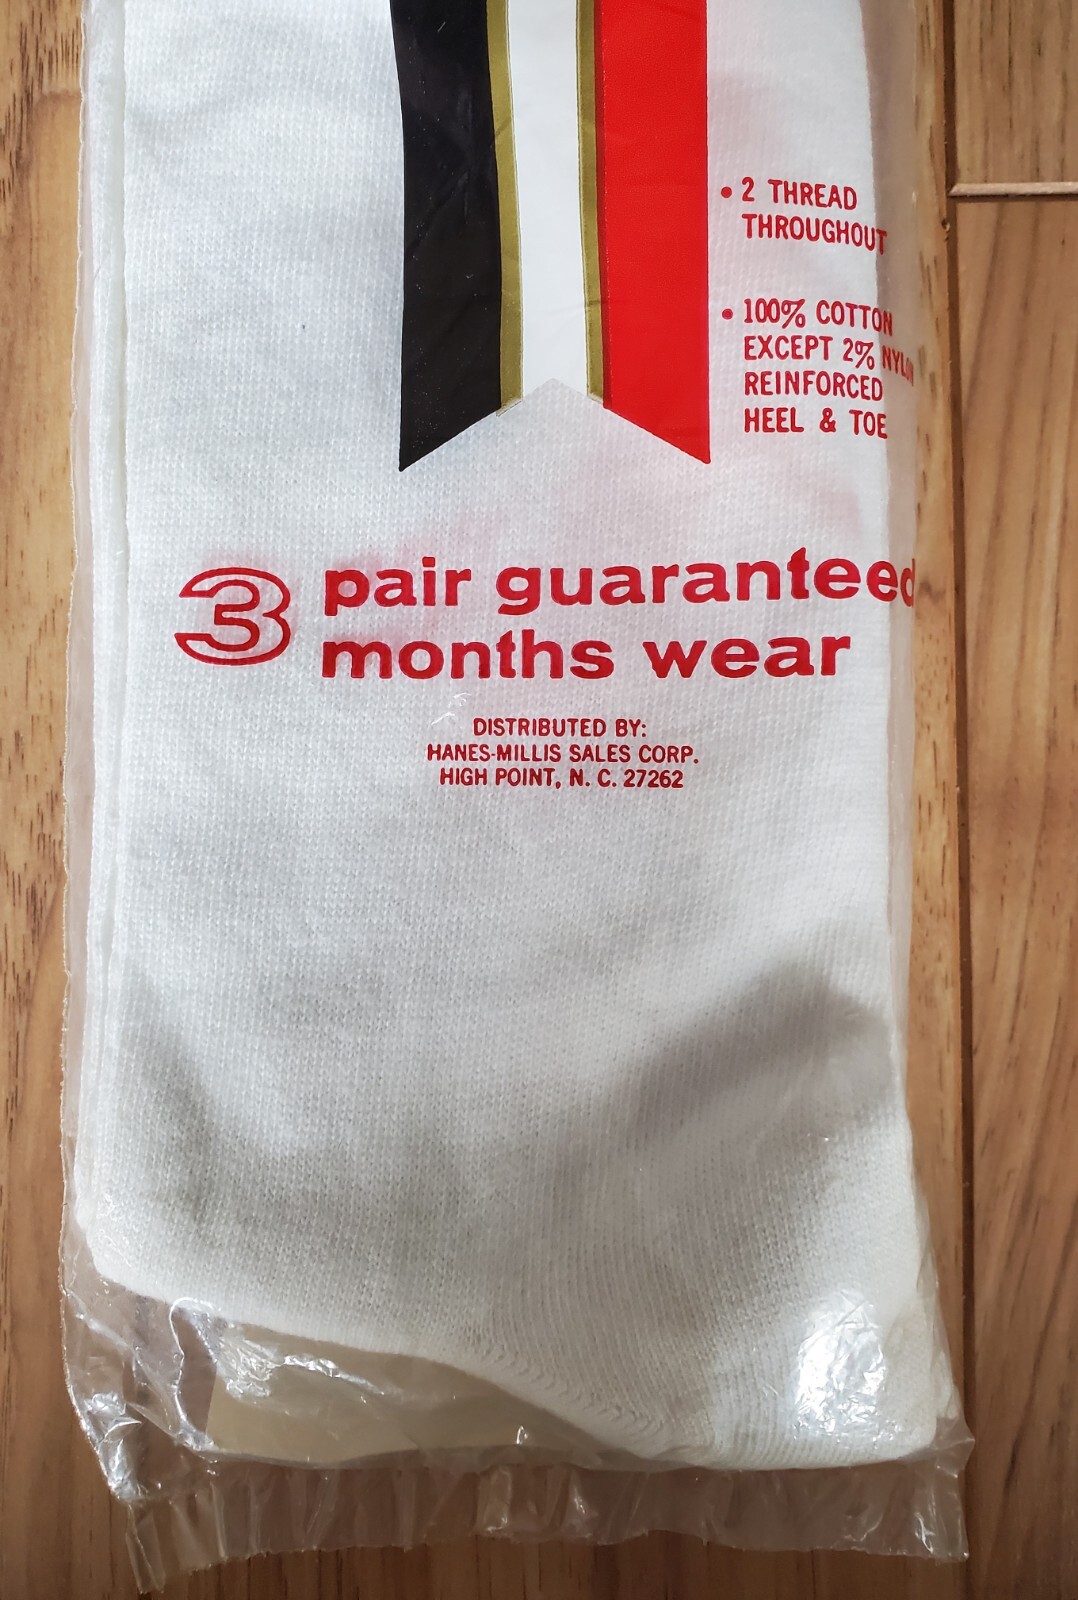 • 2 THREAD
THROUGHOUT
• 100% COTTON
EXCEPT 2% NYLON
REINFORCED
HEEL & TOE
3 pair guaranteed
months wear
DISTRIBUTED BY:
HANES-MILLIS SALES CORP.
HIGH POINT, N. C. 27262